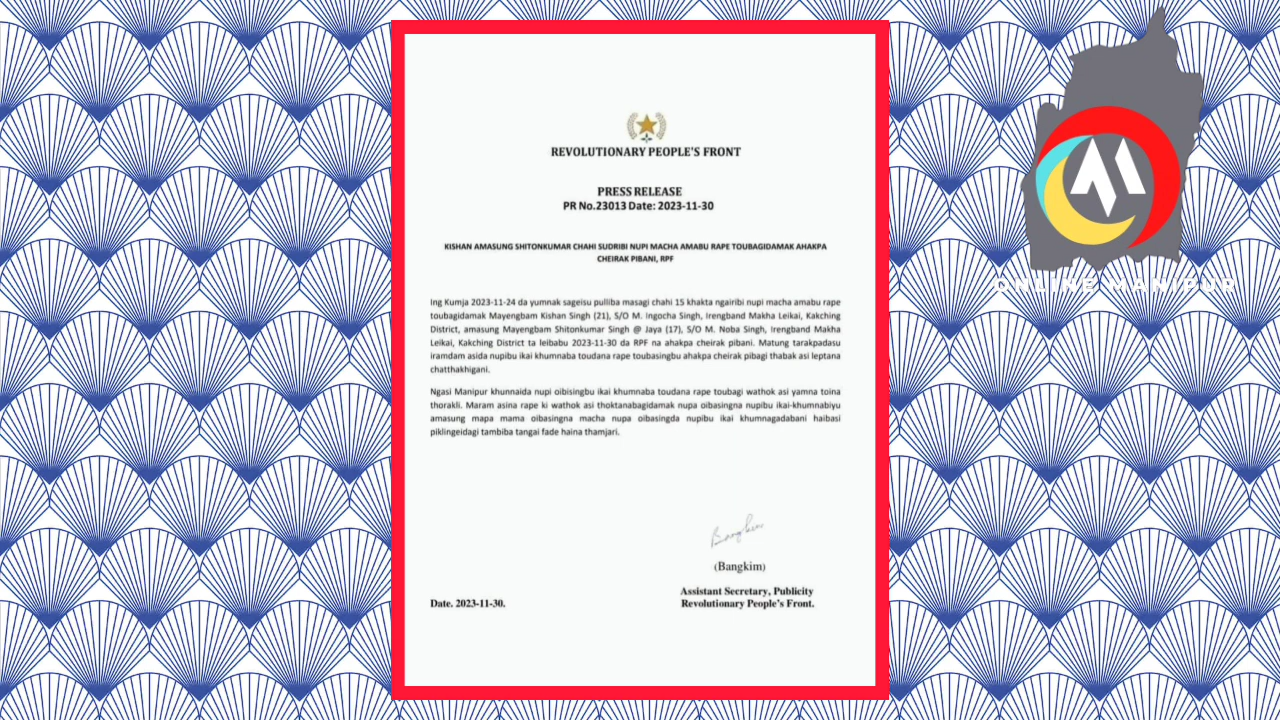 REVOLUTIONARY PEOPLE'S FRONT
PRESS RELEASE
PR No.23013 Date: 2023-11-30
KISHAN AMASUNG SHITONKUMAR CHAHI SUDRIBI NUPI MACHA AMABU RAPE TOUBAGIDAMAK AHAKPA
CHEIRAK PIBANI, RPF
Ing Kumja 2023-11-24 da yumnak sageisu pulliba masagi chahi 15 khakta ngairibi nupi macha amabu rape
toubagidamak Mayengbam Kishan Singh (21), S/O M. Ingocha Singh, Irengband Makha Leikai, Kakching
District, amasung Mayengbam Shitonkumar Singh @ Jaya (17), S/O M. Noba Singh, Irengband Makha
Leikai, Kakching District ta leibabu 2023-11-30 da RPF na ahakpa cheirak pibani. Matung tarakpadasu
iramdam asida nupibu ikai khumnaba toudana rape toubasingbu ahakpa cheirak pibagi thabak asi leptana
chatthakhigani.
Ngasi Manipur khunnaida nupi oibisingbu ikai khumnaba toudana rape toubagi wathok asi yamna toina
thorakli. Maram asina rape ki wathok asi thoktanabagidamak nupa oibasingna nupibu ikai-khumnabiyu
amasung mapa mama oibasingna macha nupa oibasingda nupibu ikai khumnagadabani haibasi
piklingeidagi tambiba tangai fade haina thamjari.
Bangkim
(Bangkim)
Assistant Secretary, Publicity
Date. 2023-11-30.
Revolutionary People's Front.
ONLINE MANIPUR